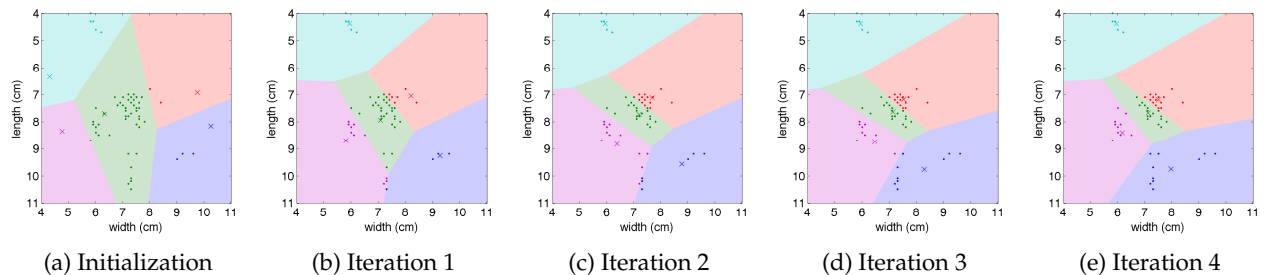 4
5
6
7
8
9
10
11
length (cm)
4 5 6 7 8 9 10 11
width (cm)
(a) Initialization
4
5
6
7
8
9
10
11
length (cm)
4 5 6 7 8 9 10 11
width (cm)
(b) Iteration 1
4
5
6
7
8
9
10
11
length (cm)
4 5 6 7 8 9 10 11
width (cm)
(c) Iteration 2
4
5
6
7
8
9
10
11
length (cm)
4 5 6 7 8 9 10 11
width (cm)
(d) Iteration 3
4
5
6
7
8
9
10
11
length (cm)
4 5 6 7 8 9 10 11
width (cm)
(e) Iteration 4